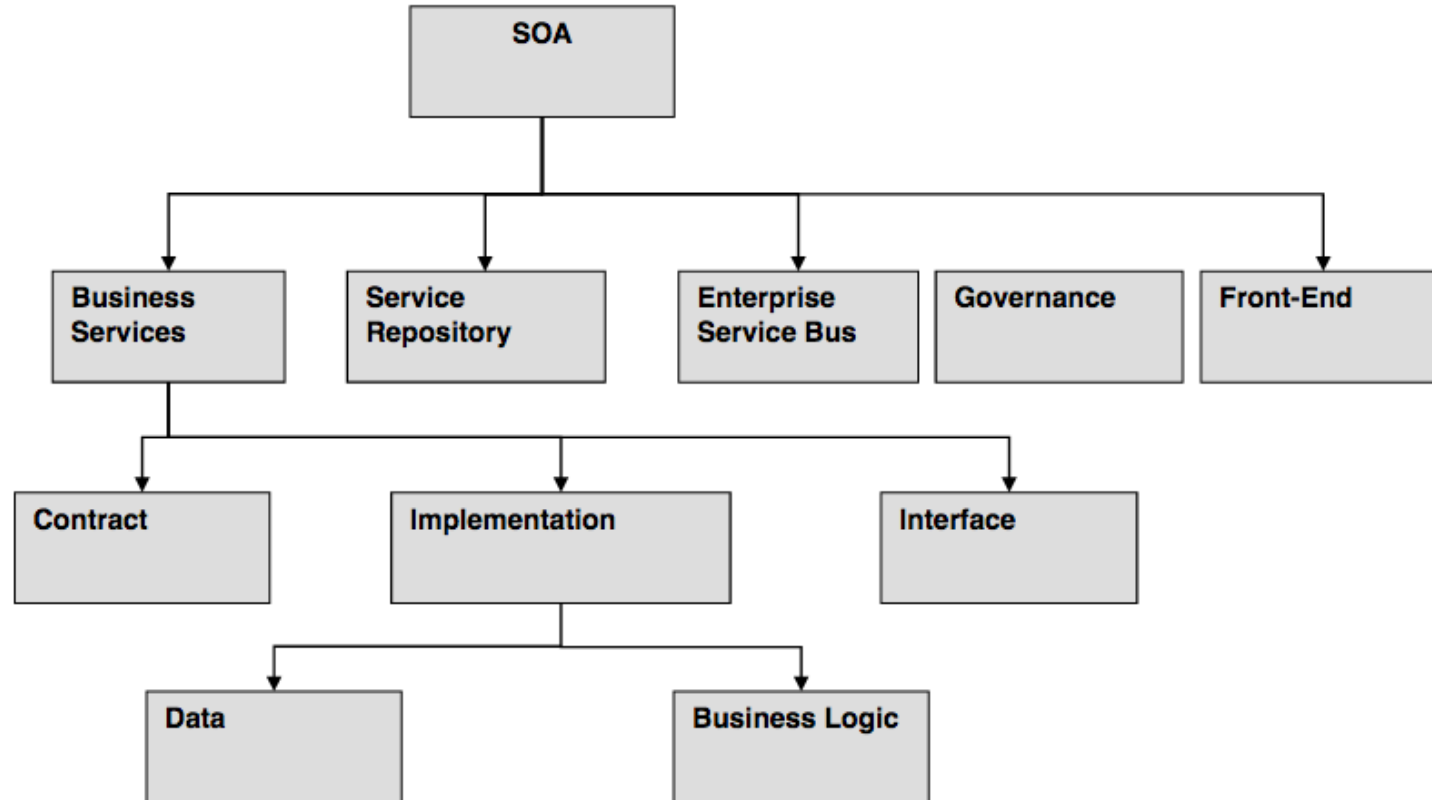 SOA
Business
Services
Service
Repository
Enterprise
Service Bus
Governance
Front-End
Contract
Implementation
Interface
Data
Business Logic